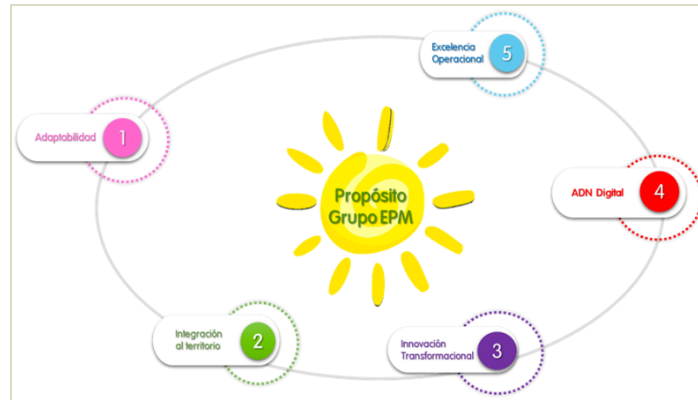 Excelencia
Operacional
5
Adaptabilidad
1
Propósito
Grupo EPM
ADN Digital
4
Integración
al territorio
2
Innovación
Transformacional
3